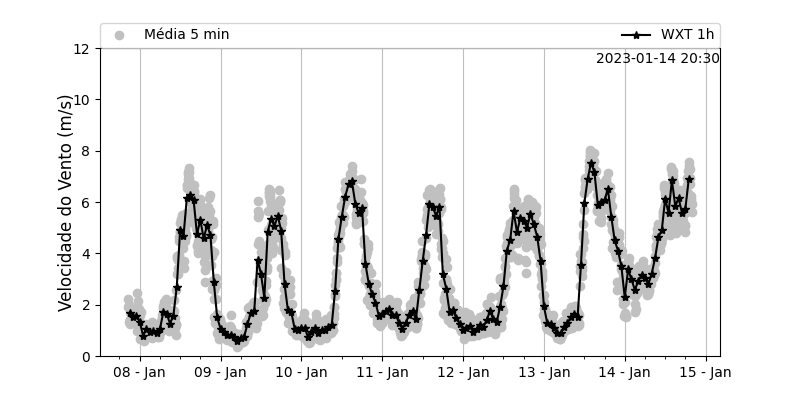 Média 5 min
WXT 1h
2023-01-14 20:30
Velocidade do Vento (m/s)
12
10
8
6
4
2
0
08 - Jan
09 - Jan
10 - Jan
11 - Jan
12 - Jan
13 - Jan
14 - Jan
15 - Jan